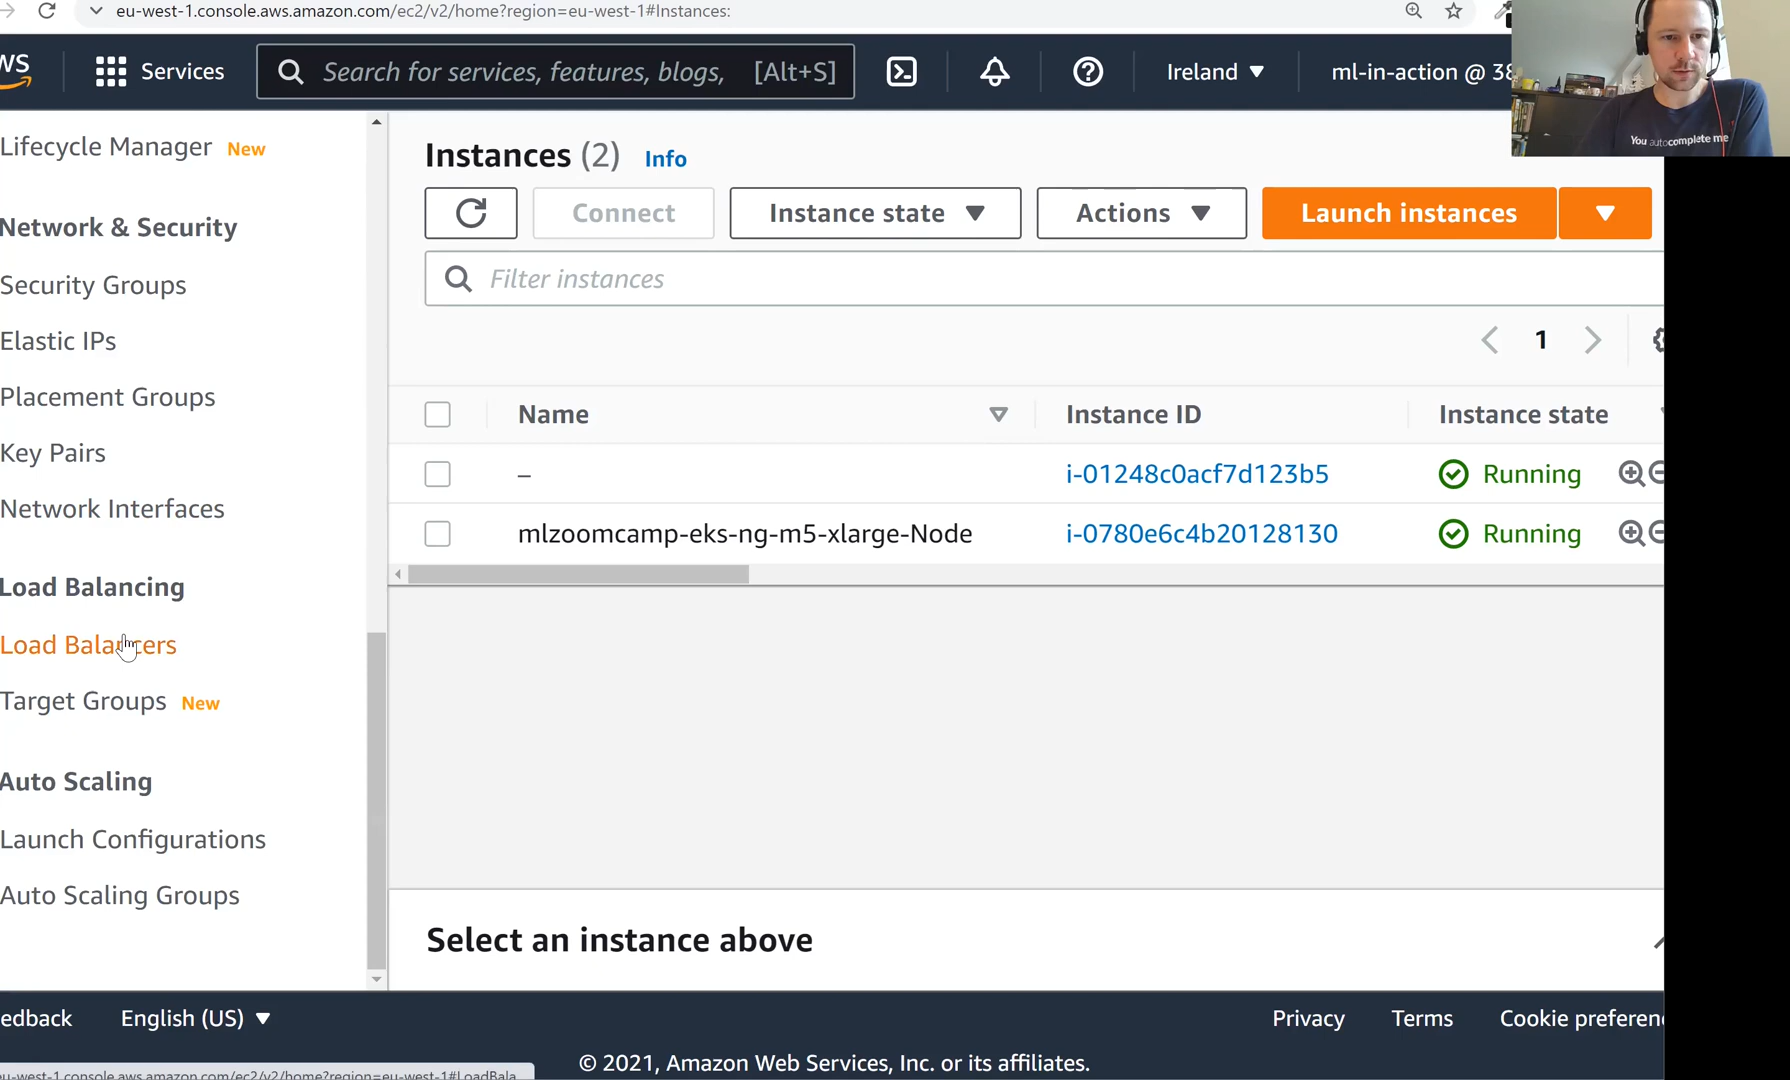 eu-west-1.console.aws.amazon.com/ec2/v2/home?region=eu-west-1#Instances:
Services
Search for services, features, blogs,
[Alt+S]
Ireland
ml-in-action @ 38
You autocomplete me
Lifecycle Manager New
Network & Security
Security Groups
Elastic IPs
Placement Groups
Key Pairs
Network Interfaces
Load Balancing
Load Balancers
Target Groups New
Auto Scaling
Launch Configurations
Auto Scaling Groups
Instances (2) Info
Connect
Instance state
Actions
Launch instances
Filter instances
1
Name
Instance ID
Instance state
–
i-01248c0acf7d123b5
Running
mlzoomcamp-eks-ng-m5-xlarge-Node
i-0780e6c4b20128130
Running
Select an instance above
edback
English (US)
Privacy
Terms
Cookie preferen
© 2021, Amazon Web Services, Inc. or its affiliates.